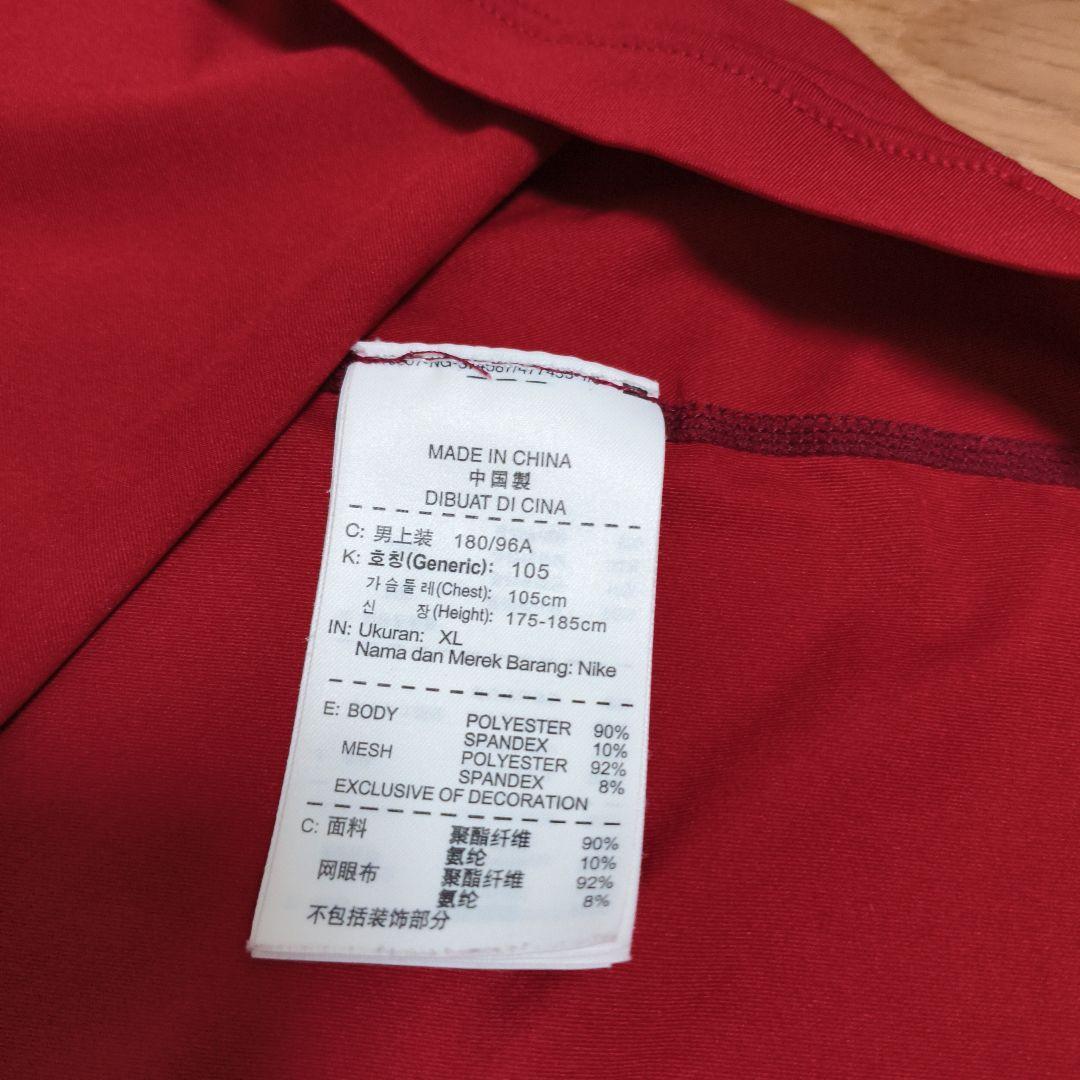 MADE IN CHINA
中国製
DIBUAT DI CINA
C: 男上装 180/96A
K: 호칭(Generic): 105
가슴둘레(Chest): 105cm
신 장(Height): 175-185cm
IN: Ukuran: XL
Nama dan Merek Barang: Nike
E: BODY POLYESTER 90%
SPANDEX 10%
MESH POLYESTER 92%
SPANDEX 8%
EXCLUSIVE OF DECORATION
C: 面料 聚酯纤维 90%
氨纶 10%
网眼布 聚酯纤维 92%
氨纶 8%
不包括装饰部分